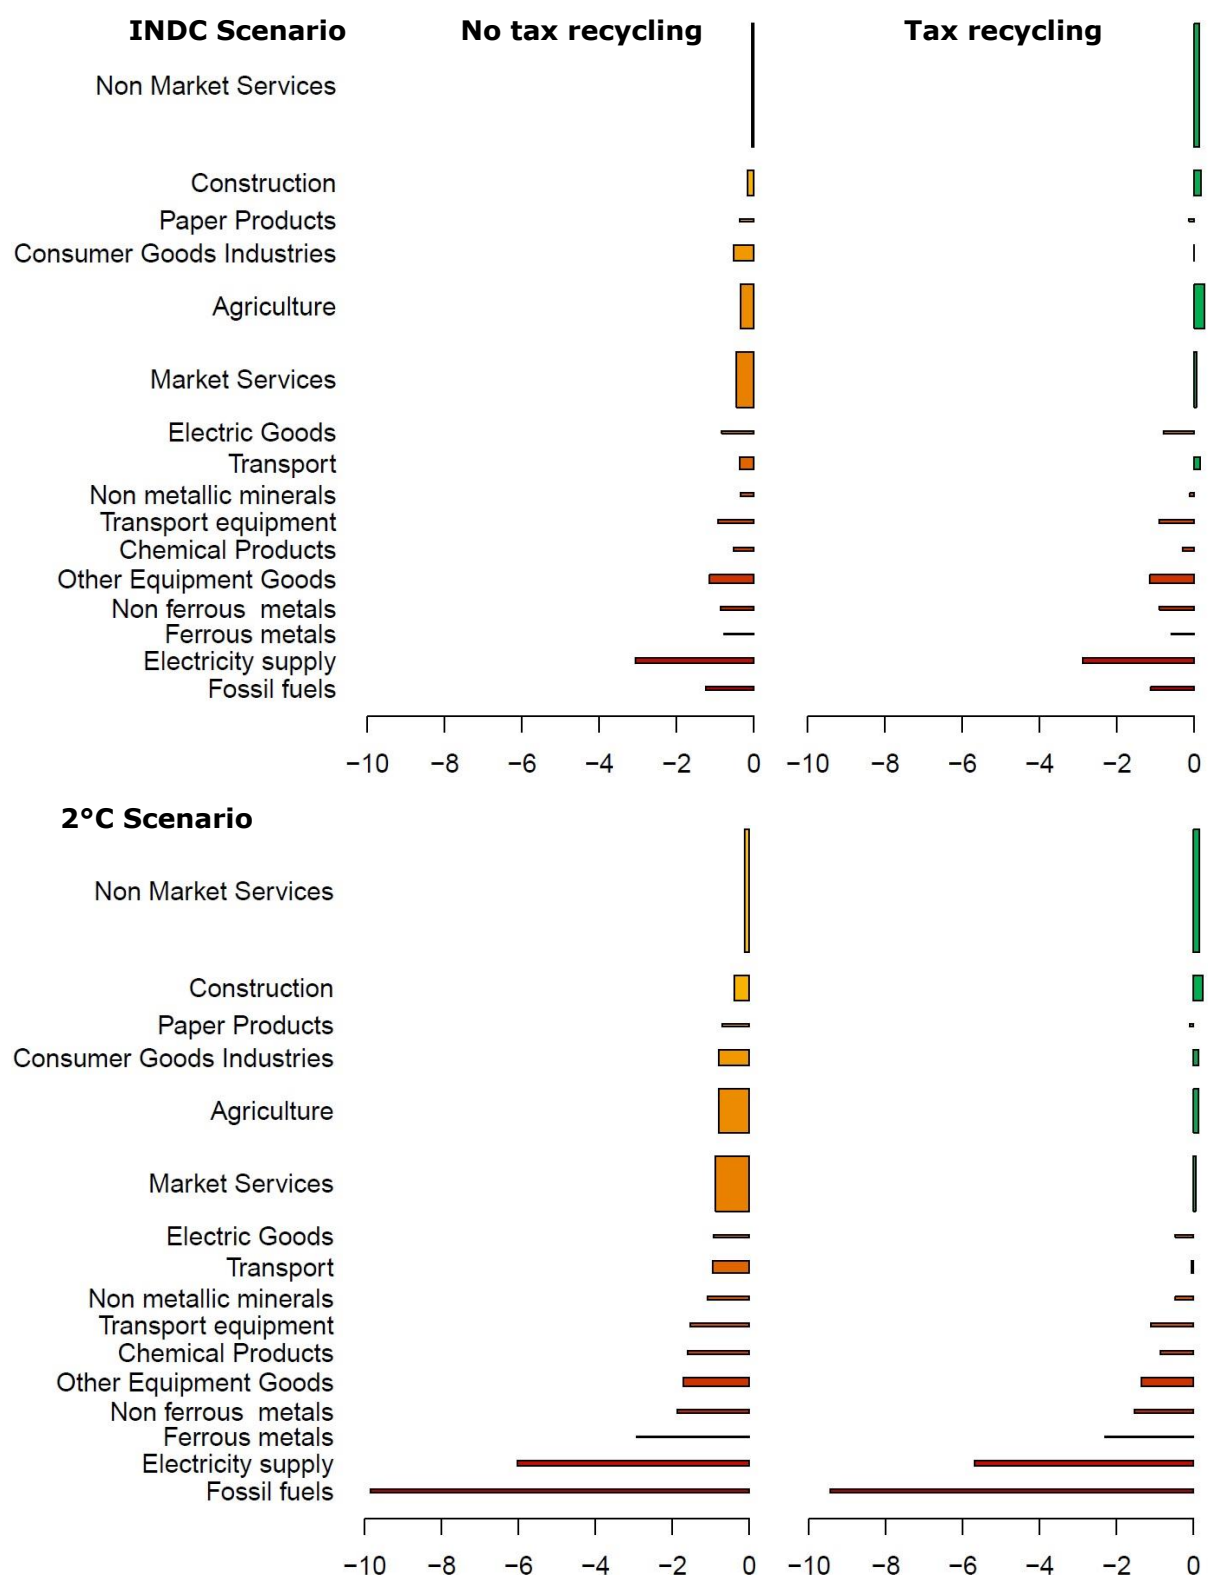 INDC Scenario No tax recycling Tax recycling
Non Market Services
Construction
Paper Products
Consumer Goods Industries
Agriculture
Market Services
Electric Goods
Transport
Non metallic minerals
Transport equipment
Chemical Products
Other Equipment Goods
Non ferrous metals
Ferrous metals
Electricity supply
Fossil fuels
−10 −8 −6 −4 −2 0 −10 −8 −6 −4 −2 0
2°C Scenario
Non Market Services
Construction
Paper Products
Consumer Goods Industries
Agriculture
Market Services
Electric Goods
Transport
Non metallic minerals
Transport equipment
Chemical Products
Other Equipment Goods
Non ferrous metals
Ferrous metals
Electricity supply
Fossil fuels
−10 −8 −6 −4 −2 0 −10 −8 −6 −4 −2 0